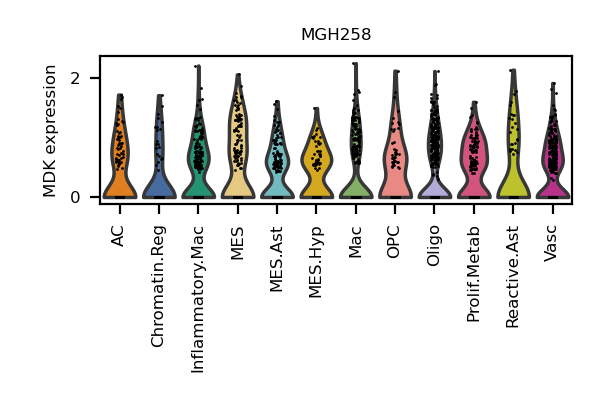 MGH258
MDK expression
2
0
AC
Chromatin.Reg
Inflammatory.Mac
MES
MES.Ast
MES.Hyp
Mac
OPC
Oligo
Prolif.Metab
Reactive.Ast
Vasc